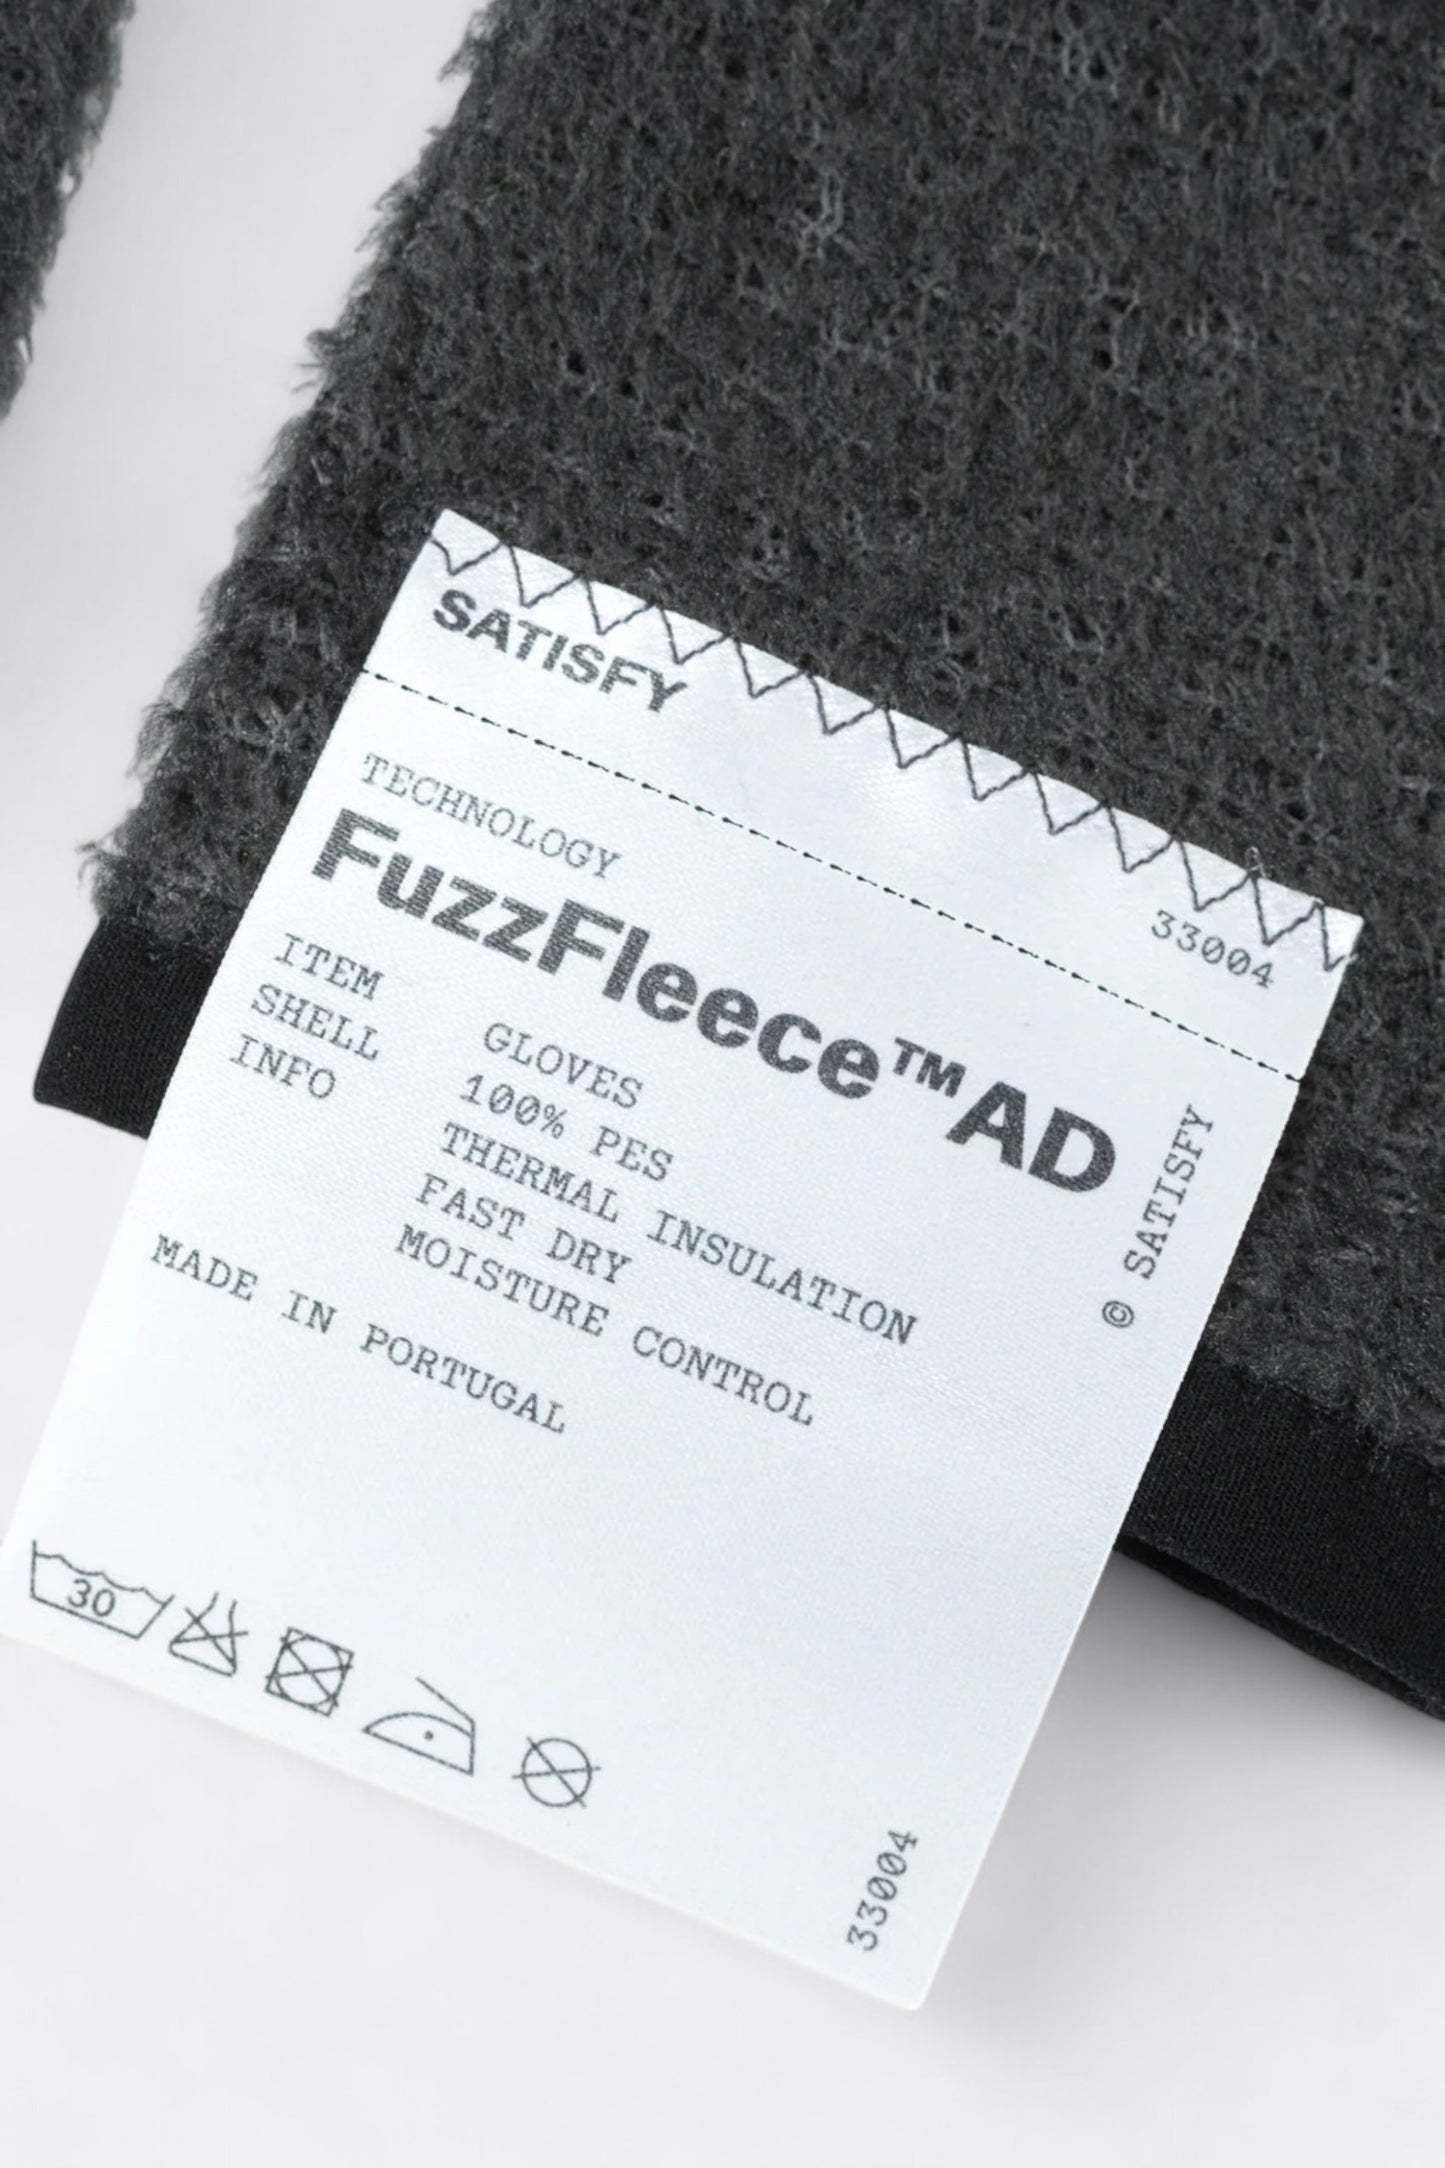 SATISFY
33004
TECHNOLOGY
FuzzFleece™AD
ITEM GLOVES
SHELL 100% PES
INFO THERMAL INSULATION
FAST DRY
MOISTURE CONTROL
MADE IN PORTUGAL
© SATISFY
30
33004